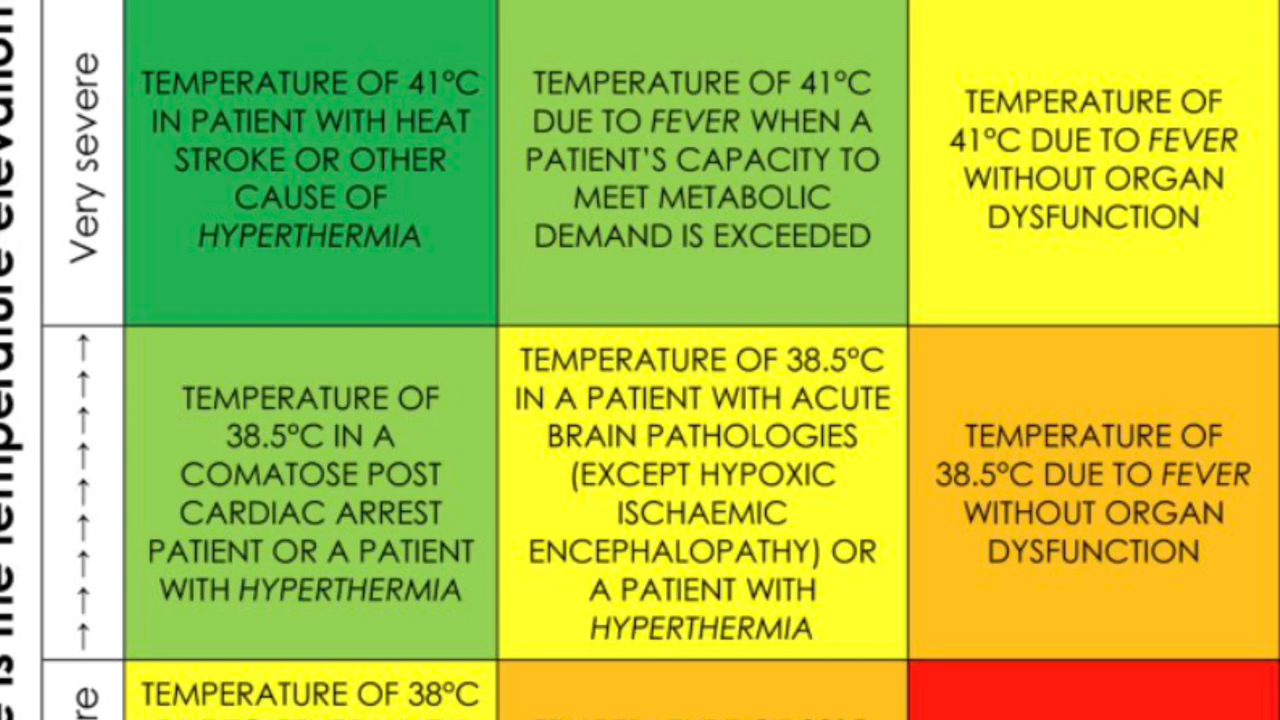 Very severe
TEMPERATURE OF 41°C
IN PATIENT WITH HEAT
STROKE OR OTHER
CAUSE OF
HYPERTHERMIA
TEMPERATURE OF 41°C
DUE TO FEVER WHEN A
PATIENT'S CAPACITY TO
MEET METABOLIC
DEMAND IS EXCEEDED
TEMPERATURE OF
41°C DUE TO FEVER
WITHOUT ORGAN
DYSFUNCTION
TEMPERATURE OF
38.5°C IN A
COMATOSE POST
CARDIAC ARREST
PATIENT OR A PATIENT
WITH HYPERTHERMIA
TEMPERATURE OF 38.5°C
IN A PATIENT WITH ACUTE
BRAIN PATHOLOGIES
(EXCEPT HYPOXIC
ISCHAEMIC
ENCEPHALOPATHY) OR
A PATIENT WITH
HYPERTHERMIA
TEMPERATURE OF
38.5°C DUE TO FEVER
WITHOUT ORGAN
DYSFUNCTION
TEMPERATURE OF 38°C
is the temperature elevation